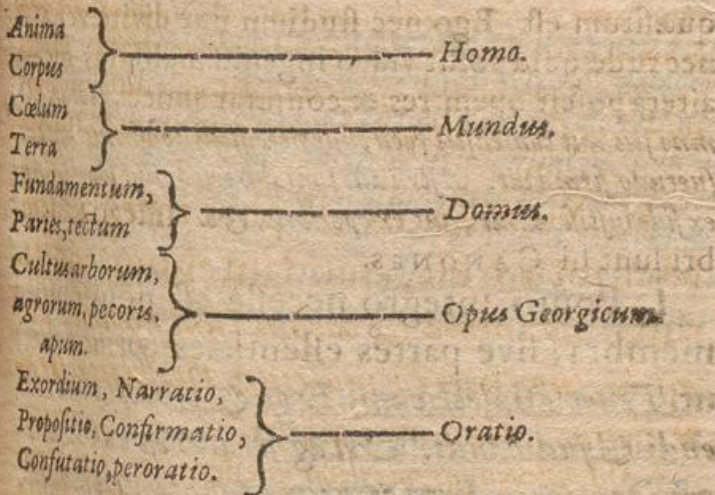 Anima
Corpus
Homo.
Cœlum
Terra
Mundus.
Fundamentum,
Paries, tectum
Domus.
Cultus arborum,
agrorum, pecoris,
apum.
Opus Georgicum.
Exordium, Narratio,
Propositio, Confirmatio,
Confutatio, peroratio.
Oratio.